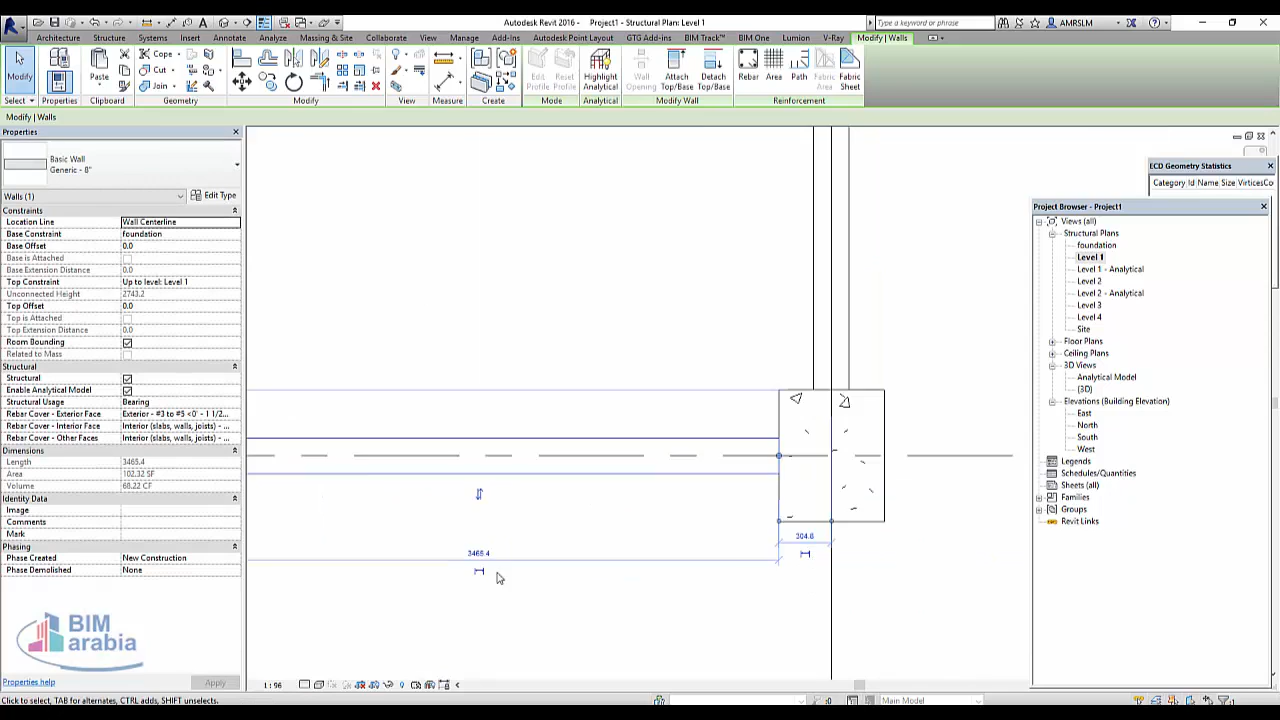 Autodesk Revit 2016 - Project1 - Structural Plan: Level 1
Type a keyword or phrase
AMRSLM
Architecture Structure Systems Insert Annotate Analyze Massing & Site Collaborate View Manage Add-Ins Autodesk Point Layout GTG Add-ins BIM Track™ BIM One Lumion V-Ray Modify | Walls
Modify
Paste
Cope
Cut
Join
Edit Profile
Reset Profile
Highlight Analytical
Wall Opening
Attach Top/Base
Detach Top/Base
Rebar
Area
Path
Fabric Area
Fabric Sheet
Select Properties Clipboard Geometry Modify View Measure Create Mode Analytical Modify Wall Reinforcement
Modify | Walls
Properties
Basic Wall
Generic - 8"
Walls (1)
Edit Type
Constraints
Location Line Wall Centerline
Base Constraint foundation
Base Offset 0.0
Base is Attached
Base Extension Distance 0.0
Top Constraint Up to level: Level 1
Unconnected Height 2743.2
Top Offset 0.0
Top is Attached
Top Extension Distance 0.0
Room Bounding
Related to Mass
Structural
Structural
Enable Analytical Model
Structural Usage Bearing
Rebar Cover - Exterior Face Exterior - #3 to #5 <0' - 1 1/2...
Rebar Cover - Interior Face Interior (slabs, walls, joists) - ...
Rebar Cover - Other Faces Interior (slabs, walls, joists) - ...
Dimensions
Length 3465.4
Area 102.32 SF
Volume 68.22 CF
Identity Data
Image
Comments
Mark
Phasing
Phase Created New Construction
Phase Demolished None
BIM
arabia
Properties help
Apply
3465.4
304.8
ECD Geometry Statistics
Category Id Name Size VerticesCo
Project Browser - Project1
Views (all)
Structural Plans
foundation
Level 1
Level 1 - Analytical
Level 2
Level 2 - Analytical
Level 3
Level 4
Site
Floor Plans
Ceiling Plans
3D Views
Analytical Model
{3D}
Elevations (Building Elevation)
East
North
South
West
Legends
Schedules/Quantities
Sheets (all)
Families
Groups
Revit Links
1 : 96
Click to select, TAB for alternates, CTRL adds, SHIFT unselects.
:0
Main Model
:1